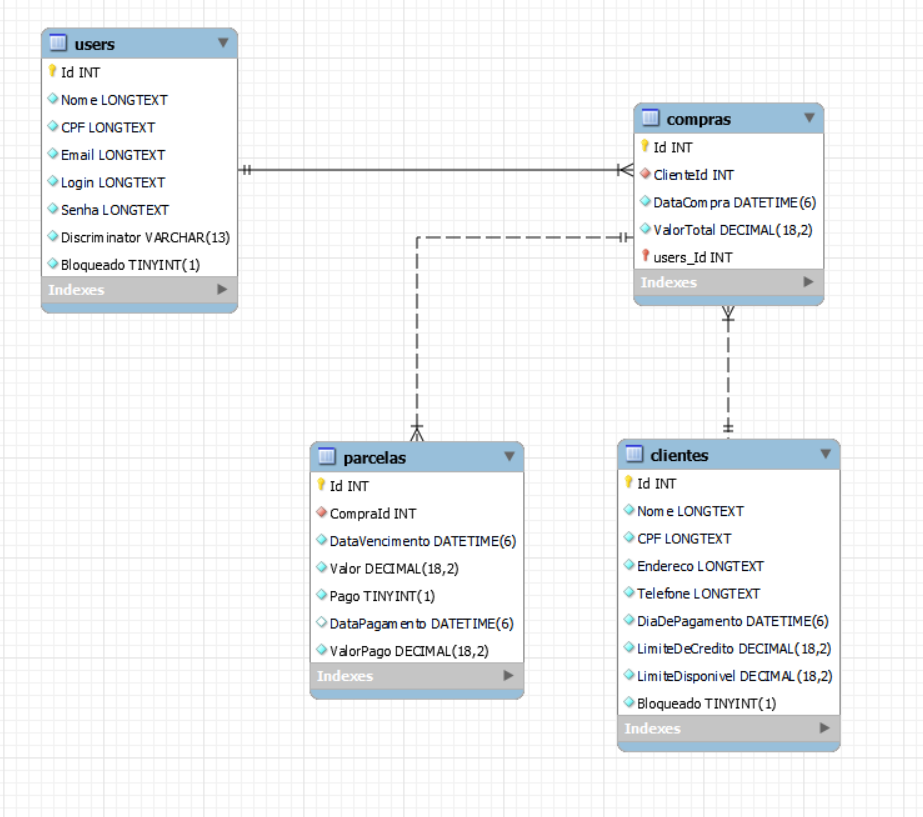 users
Id INT
Nome LONGTEXT
CPF LONGTEXT
Email LONGTEXT
Login LONGTEXT
Senha LONGTEXT
Discriminator VARCHAR(13)
Bloqueado TINYINT(1)
Indexes
compras
Id INT
ClienteId INT
DataCompra DATETIME(6)
ValorTotal DECIMAL(18,2)
users_Id INT
Indexes
parcelas
Id INT
CompraId INT
DataVencimento DATETIME(6)
Valor DECIMAL(18,2)
Pago TINYINT(1)
DataPagamento DATETIME(6)
ValorPago DECIMAL(18,2)
Indexes
clientes
Id INT
Nome LONGTEXT
CPF LONGTEXT
Endereco LONGTEXT
Telefone LONGTEXT
DiaDePagamento DATETIME(6)
LimiteDeCredito DECIMAL(18,2)
LimiteDisponivel DECIMAL(18,2)
Bloqueado TINYINT(1)
Indexes